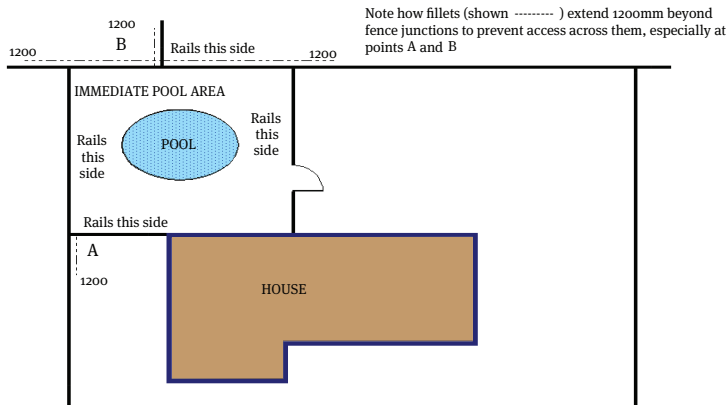 Note how fillets (shown --------- ) extend 1200mm beyond
fence junctions to prevent access across them, especially at
points A and B
1200
B
1200
Rails this side
1200
IMMEDIATE POOL AREA
Rails
this
side
POOL
Rails
this
side
Rails this side
A
1200
HOUSE